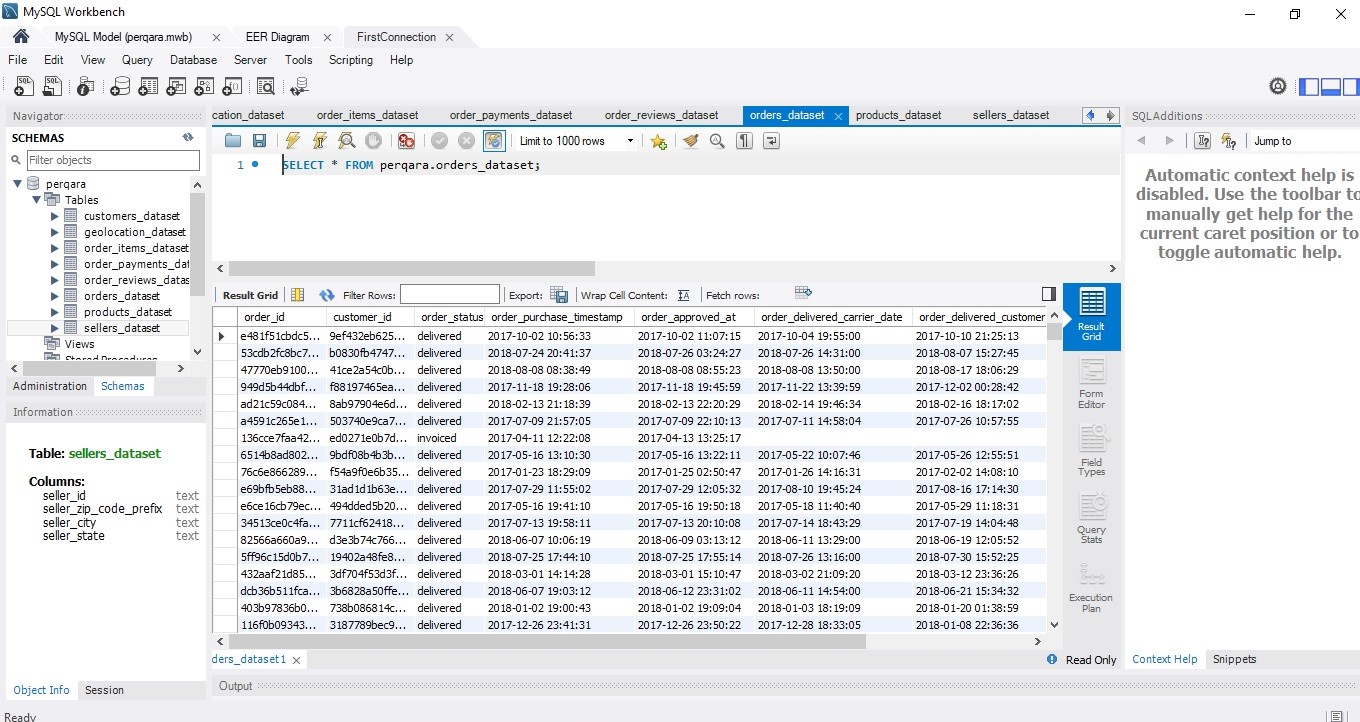 MySQL Workbench
MySQL Model (perqara.mwb) EER Diagram FirstConnection
File Edit View Query Database Server Tools Scripting Help
Navigator
SCHEMAS
Filter objects
perqara
Tables
customers_dataset
geolocation_dataset
order_items_dataset
order_payments_dat
order_reviews_datas
orders_dataset
products_dataset
sellers_dataset
Views
Stored Procedures
Administration Schemas
Information
Table: sellers_dataset
Columns:
seller_id text
seller_zip_code_prefix text
seller_city text
seller_state text
Object Info Session
Ready
cation_dataset order_items_dataset order_payments_dataset order_reviews_dataset orders_dataset products_dataset sellers_dataset
Limit to 1000 rows
1 SELECT * FROM perqara.orders_dataset;
Result Grid Filter Rows: Export: Wrap Cell Content: Fetch rows:
order_id customer_id order_status order_purchase_timestamp order_approved_at order_delivered_carrier_date order_delivered_customer
e481f51cbdc5... 9ef432eb625... delivered 2017-10-02 10:56:33 2017-10-02 11:07:15 2017-10-04 19:55:00 2017-10-10 21:25:13
53cdb2fc8bc7... b0830fb4747... delivered 2018-07-24 20:41:37 2018-07-26 03:24:27 2018-07-26 14:31:00 2018-08-07 15:27:45
47770eb9100... 41ce2a54c0b... delivered 2018-08-08 08:38:49 2018-08-08 08:55:23 2018-08-08 13:50:00 2018-08-17 18:06:29
949d5b44dbf... f88197465ea... delivered 2017-11-18 19:28:06 2017-11-18 19:45:59 2017-11-22 13:39:59 2017-12-02 00:28:42
ad21c59c084... 8ab97904e6d... delivered 2018-02-13 21:18:39 2018-02-13 22:20:29 2018-02-14 19:46:34 2018-02-16 18:17:02
a4591c265e1... 503740e9ca7... delivered 2017-07-09 21:57:05 2017-07-09 22:10:13 2017-07-11 14:58:04 2017-07-26 10:57:55
136cce7faa42... ed0271e0b7d... invoiced 2017-04-11 12:22:08 2017-04-13 13:25:17
6514b8ad802... 9bdf08b4b3b... delivered 2017-05-16 13:10:30 2017-05-16 13:22:11 2017-05-22 10:07:46 2017-05-26 12:55:51
76c6e866289... f54a9f0e6b35... delivered 2017-01-23 18:29:09 2017-01-25 02:50:47 2017-01-26 14:16:31 2017-02-02 14:08:10
e69bfb5eb88... 31ad1d1b63e... delivered 2017-07-29 11:55:02 2017-07-29 12:05:32 2017-08-10 19:45:24 2017-08-16 17:14:30
e6ce16cb79ec... 494dded5b20... delivered 2017-05-16 19:41:10 2017-05-16 19:50:18 2017-05-18 11:40:40 2017-05-29 11:18:31
34513ce0c4fa... 7711cf62418... delivered 2017-07-13 19:58:11 2017-07-13 20:10:08 2017-07-14 18:43:29 2017-07-19 14:04:48
82566a660a9... d3e3b74c766... delivered 2018-06-07 10:06:19 2018-06-09 03:13:12 2018-06-11 13:29:00 2018-06-19 12:05:52
5ff96c15d0b7... 19402a48fe8... delivered 2018-07-25 17:44:10 2018-07-25 17:55:14 2018-07-26 13:16:00 2018-07-30 15:52:25
432aaf21d85... 3df704f53d3f... delivered 2018-03-01 14:14:28 2018-03-01 15:10:47 2018-03-02 21:09:20 2018-03-12 23:36:26
dcb36b511fca... 3b6828a50ffe... delivered 2018-06-07 19:03:12 2018-06-12 23:31:02 2018-06-11 14:54:00 2018-06-21 15:34:32
403b97836b0... 738b086814c... delivered 2018-01-02 19:00:43 2018-01-02 19:09:04 2018-01-03 18:19:09 2018-01-20 01:38:59
116f0b09343... 3187789bec9... delivered 2017-12-26 23:41:31 2017-12-26 23:50:22 2017-12-28 18:33:05 2018-01-08 22:36:36
ders_dataset1 Read Only
Output
Result
Grid
Form
Editor
Field
Types
Query
Stats
Execution
Plan
SQLAdditions
Jump to
Automatic context help is
disabled. Use the toolbar to
manually get help for the
current caret position or to
toggle automatic help.
Context Help Snippets